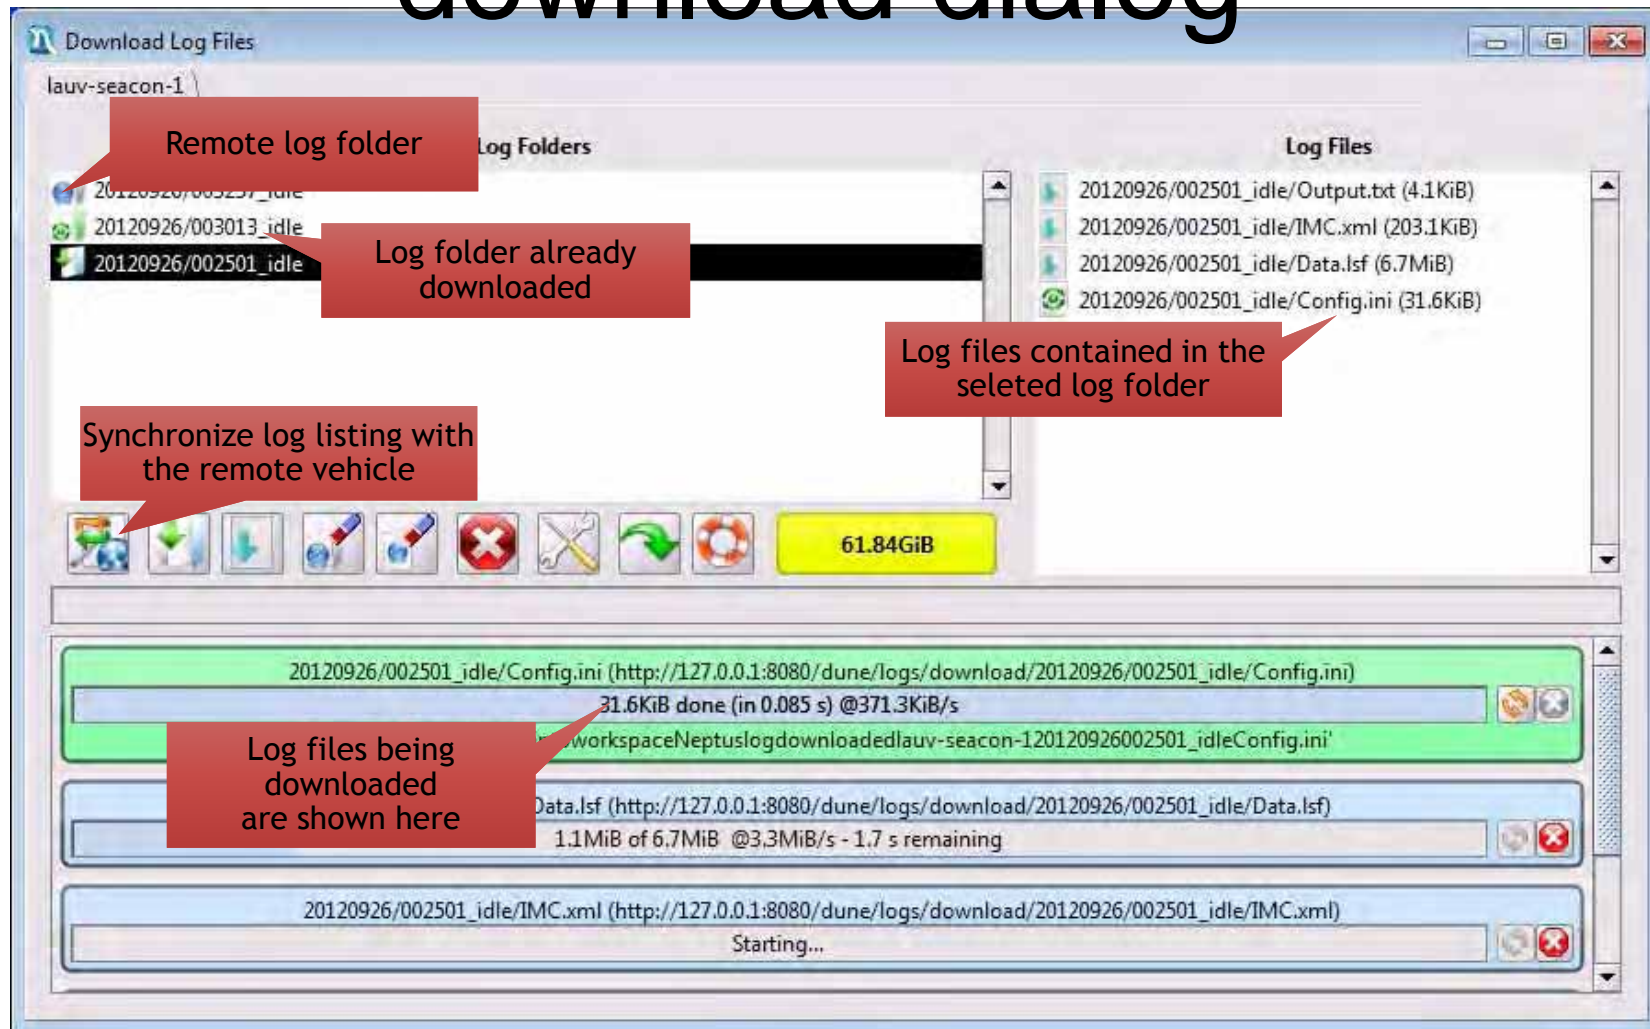 download dialog
Download Log Files
lauv-seacon-1
Remote log folder
Log Folders
Log Files
20120926/003237_idle
20120926/003013_idle
20120926/002501_idle
Log folder already
downloaded
20120926/002501_idle/Output.txt (4.1KiB)
20120926/002501_idle/IMC.xml (203.1KiB)
20120926/002501_idle/Data.lsf (6.7MiB)
20120926/002501_idle/Config.ini (31.6KiB)
Log files contained in the
seleted log folder
Synchronize log listing with
the remote vehicle
61.84GiB
20120926/002501_idle/Config.ini (http://127.0.0.1:8080/dune/logs/download/20120926/002501_idle/Config.ini)
31.6KiB done (in 0.085 s) @371.3KiB/s
workspaceNeptuslogdownloadedlauv-seacon-120120926002501_idleConfig.ini'
Log files being
downloaded
are shown here
Data.lsf (http://127.0.0.1:8080/dune/logs/download/20120926/002501_idle/Data.lsf)
1.1MiB of 6.7MiB @3.3MiB/s - 1.7 s remaining
20120926/002501_idle/IMC.xml (http://127.0.0.1:8080/dune/logs/download/20120926/002501_idle/IMC.xml)
Starting...